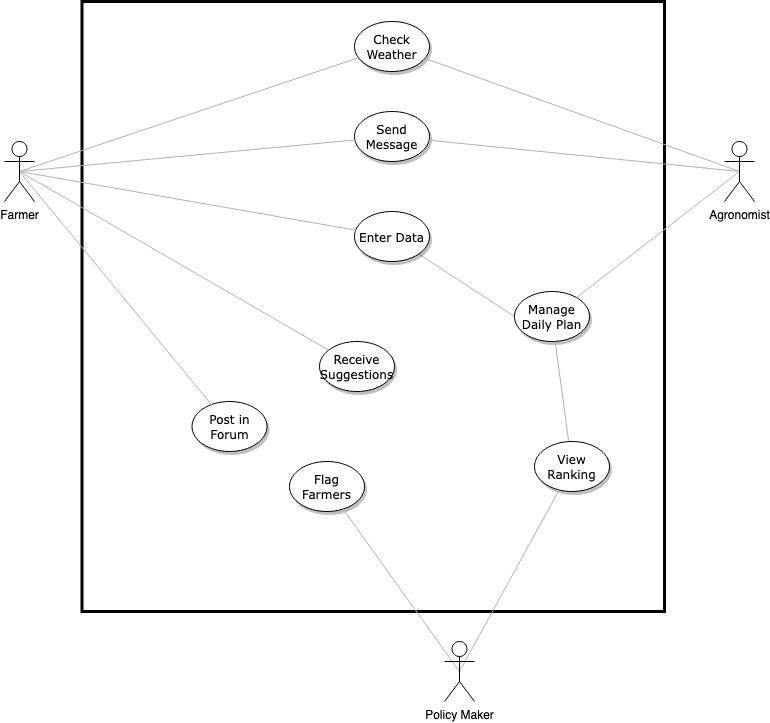 Check
Weather
Send
Message
Farmer
Agronomist
Enter Data
Manage
Daily Plan
Receive
Suggestions
Post in
Forum
View
Ranking
Flag
Farmers
Policy Maker